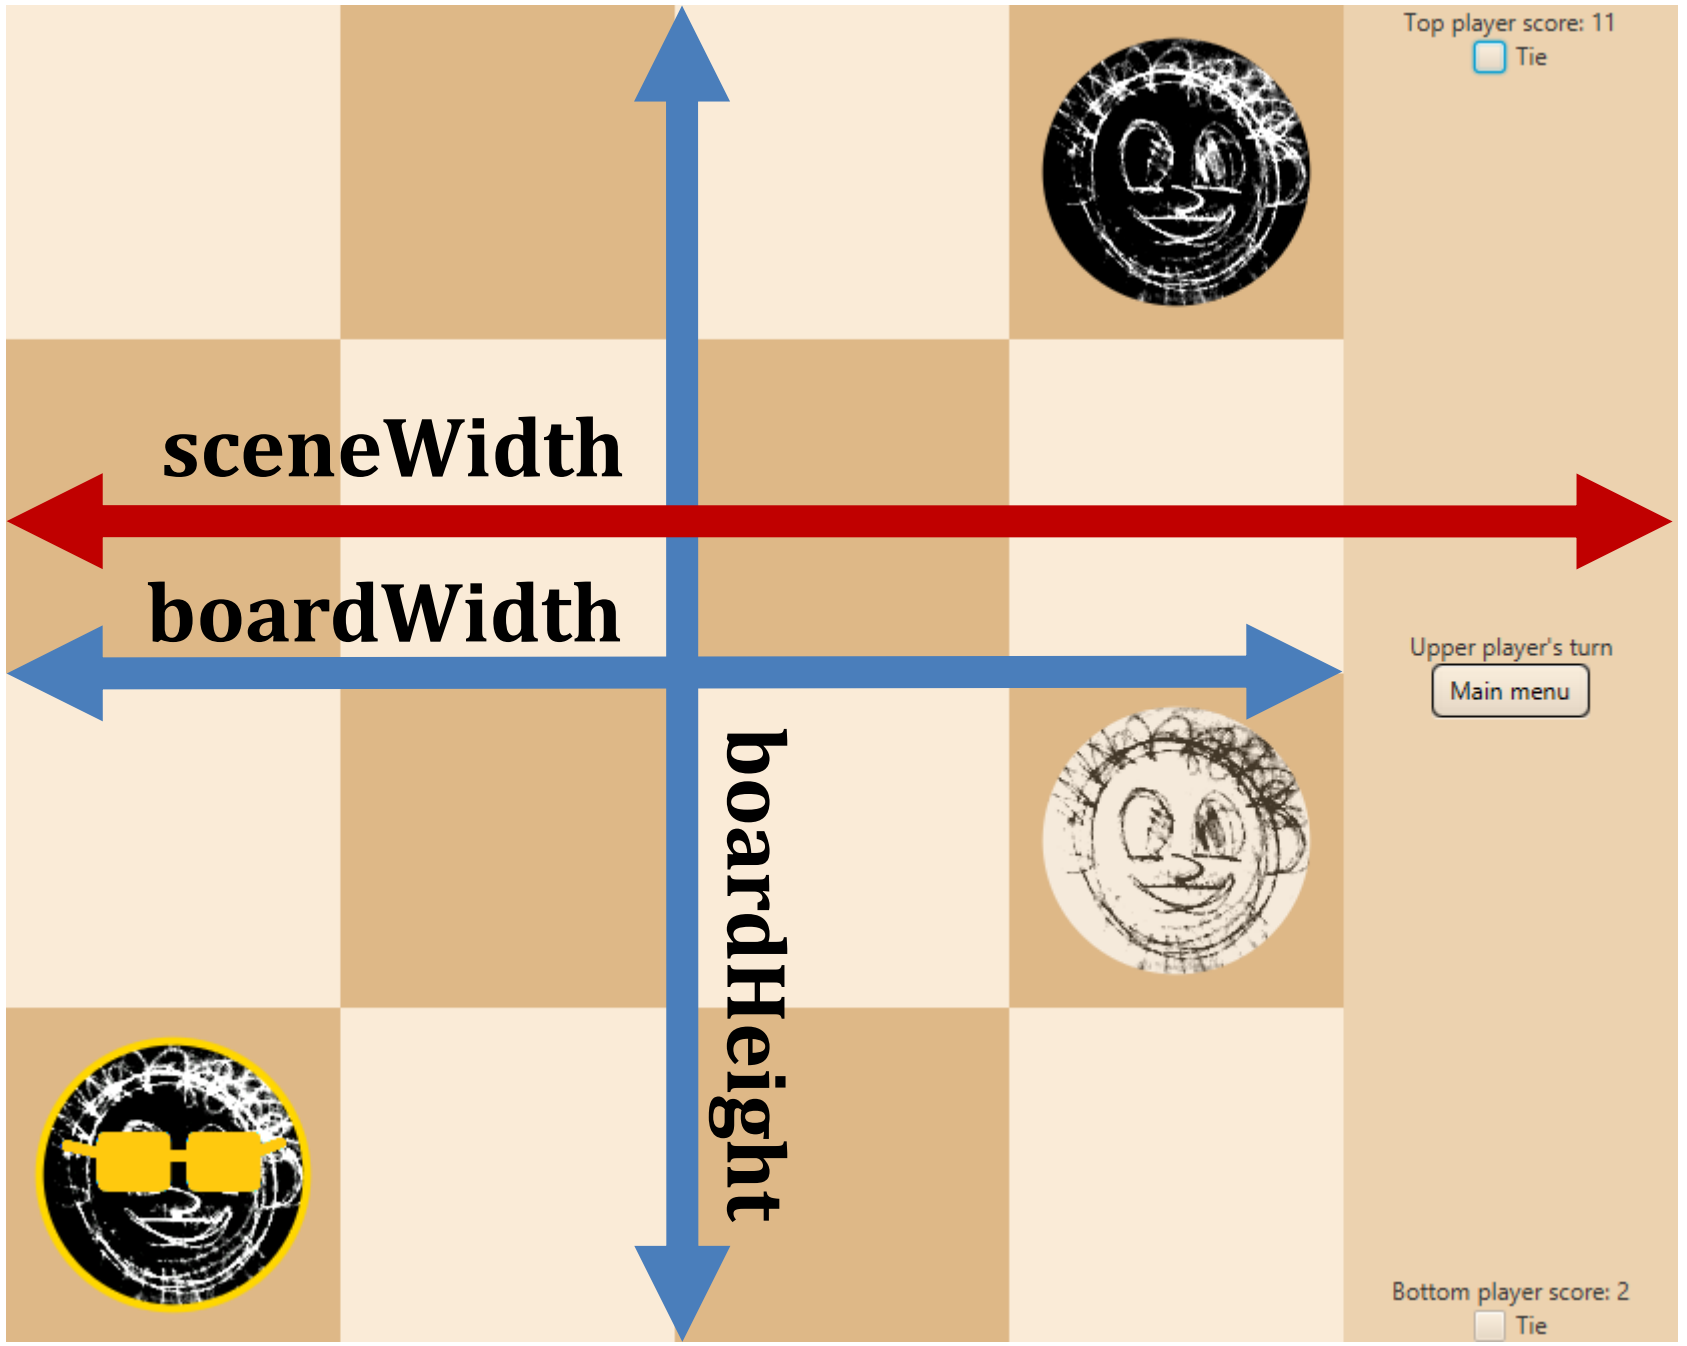 Top player score: 11
Tie
sceneWidth
boardWidth
Upper player's turn
Main menu
boardHeight
Bottom player score: 2
Tie